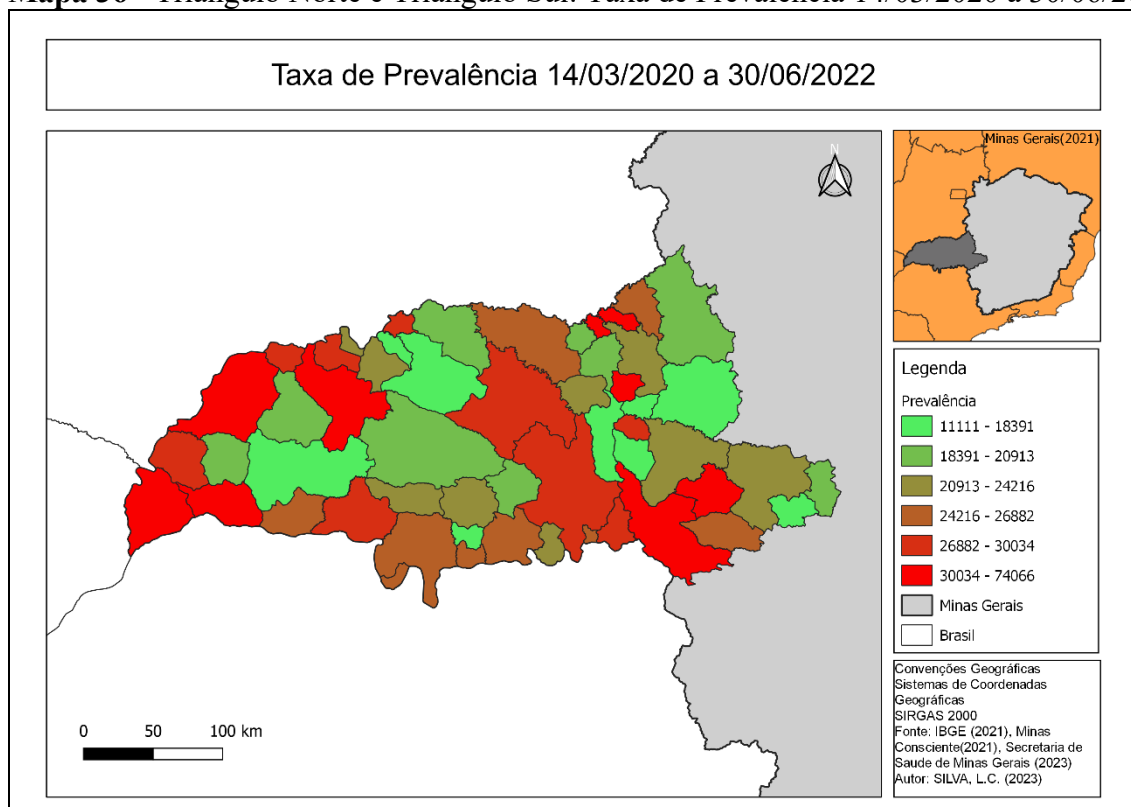 Taxa de Prevalência 14/03/2020 a 30/06/2022
N
Minas Gerais(2021)
Legenda
Prevalência
11111 - 18391
18391 - 20913
20913 - 24216
24216 - 26882
26882 - 30034
30034 - 74066
Minas Gerais
Brasil
0 50 100 km
Convenções Geográficas
Sistemas de Coordenadas
Geográficas
SIRGAS 2000
Fonte: IBGE (2021), Minas
Consciente(2021), Secretaria de
Saude de Minas Gerais (2023)
Autor: SILVA, L.C. (2023)